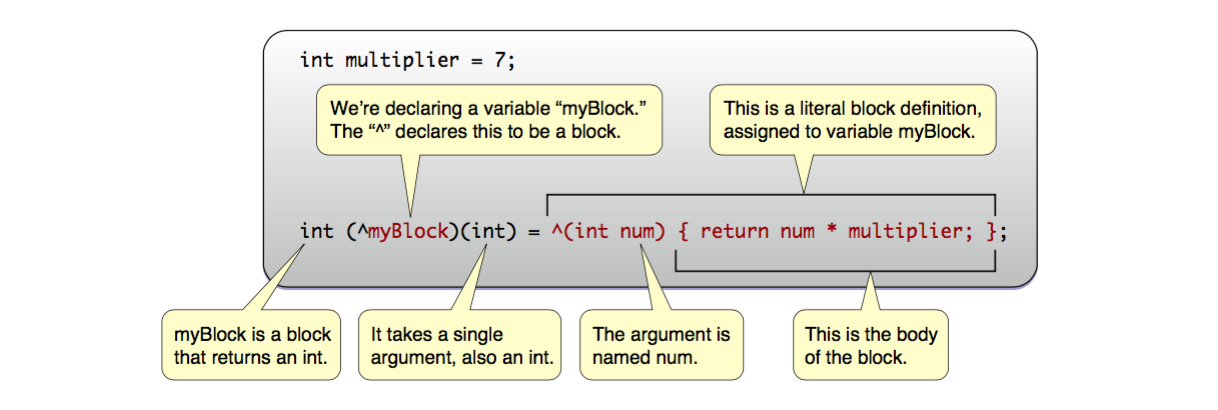 int multiplier = 7;
We’re declaring a variable “myBlock.”
The “^” declares this to be a block.
This is a literal block definition,
assigned to variable myBlock.
int (^myBlock)(int) = ^(int num) { return num * multiplier; };
myBlock is a block
that returns an int.
It takes a single
argument, also an int.
The argument is
named num.
This is the body
of the block.